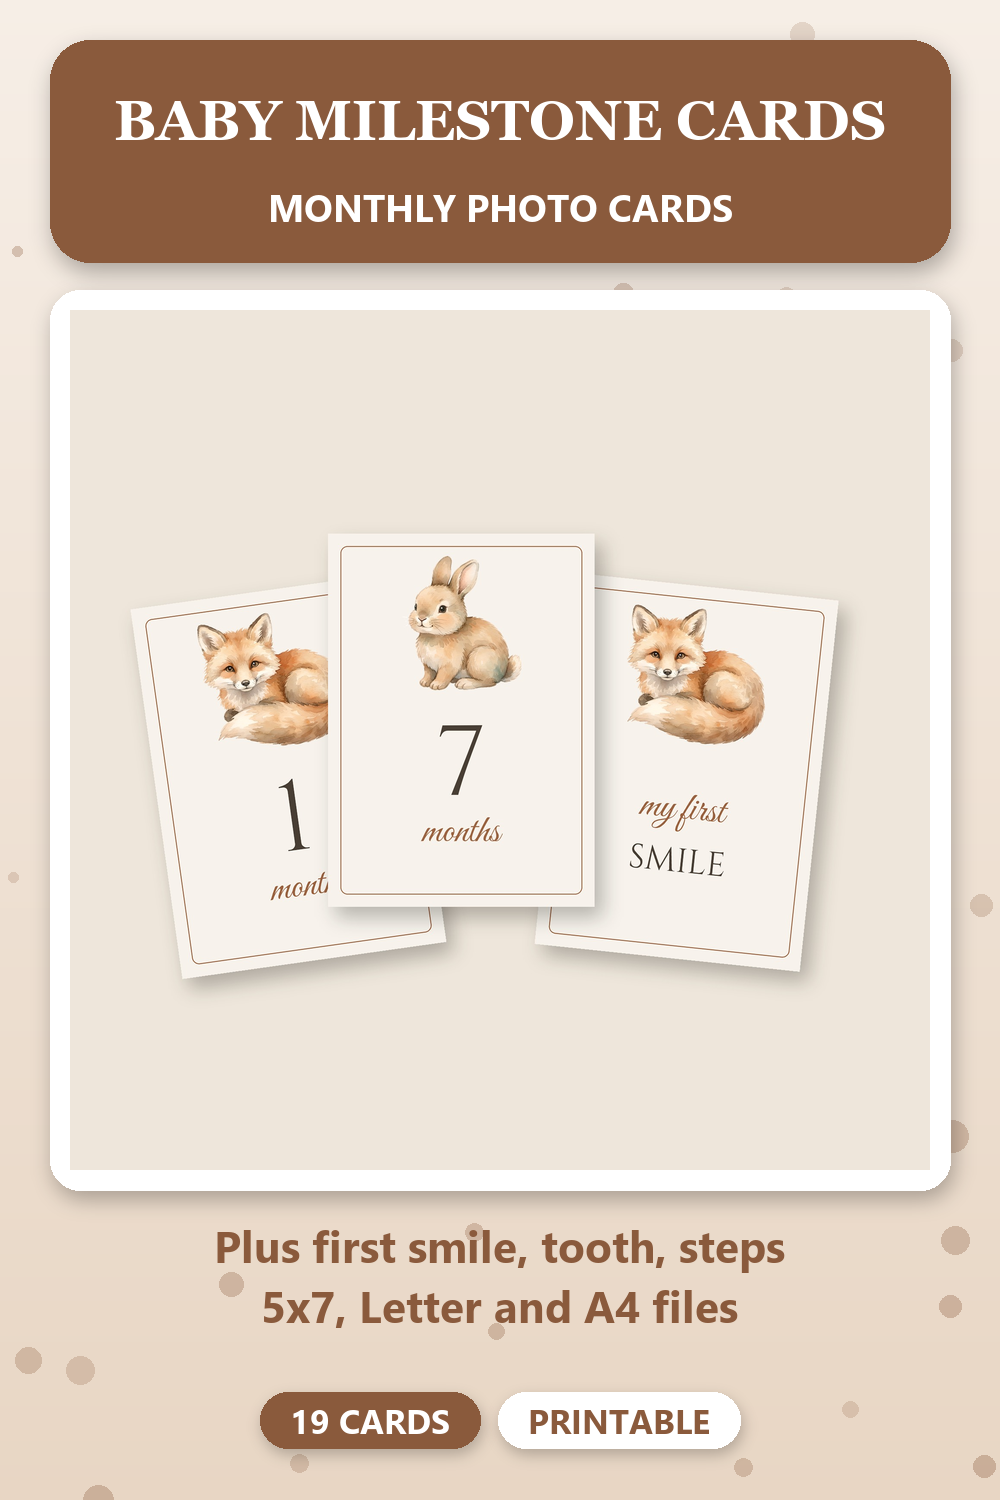 BABY MILESTONE CARDS
MONTHLY PHOTO CARDS
1
7
months
my first
SMILE
Plus first smile, tooth, steps
5x7, Letter and A4 files
19 CARDS
PRINTABLE